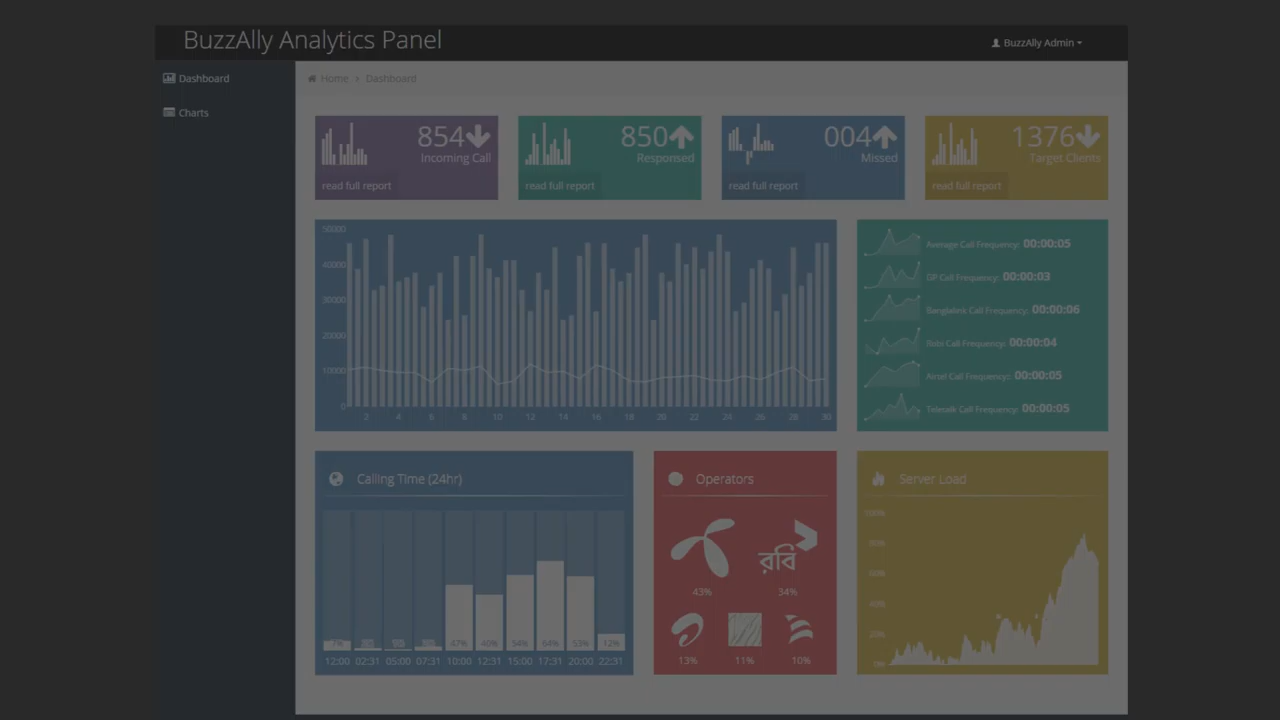 BuzzAlly Analytics Panel
BuzzAlly Admin
Dashboard
Charts
Home › Dashboard
854
Incoming Call
read full report
850
Responsed
read full report
004
Missed
read full report
1376
Target Clients
read full report
50000
40000
30000
20000
10000
0
2 4 6 8 10 12 14 16 18 20 22 24 26 28 30
Average Call Frequency: 00:00:05
GP Call Frequency: 00:00:03
Banglalink Call Frequency: 00:00:06
Robi Call Frequency: 00:00:04
Airtel Call Frequency: 00:00:05
Teletalk Call Frequency: 00:00:05
Calling Time (24hr)
47% 40% 54% 64% 53% 12%
12:00 02:31 05:00 07:31 10:00 12:31 15:00 17:31 20:00 22:31
Operators
রবি
43% 34%
13% 11% 10%
Server Load
100%
80%
60%
40%
20%
0%